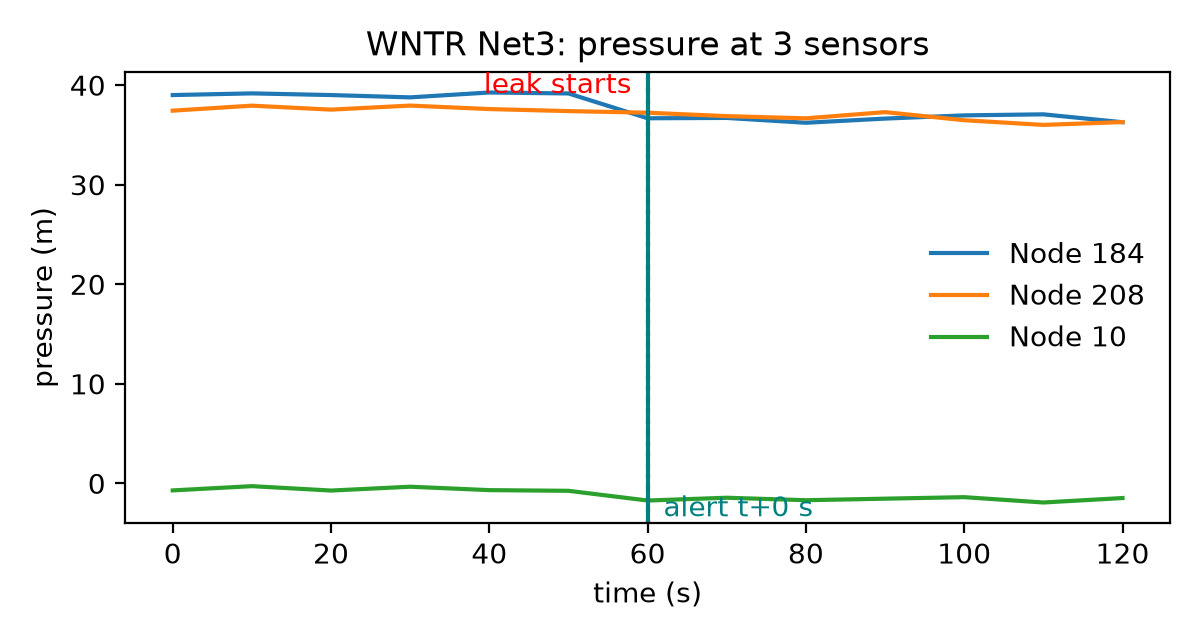 WNTR Net3: pressure at 3 sensors
leak starts
40
30
20
10
0
pressure (m)
Node 184
Node 208
Node 10
alert t+0 s
0
20
40
60
80
100
120
time (s)